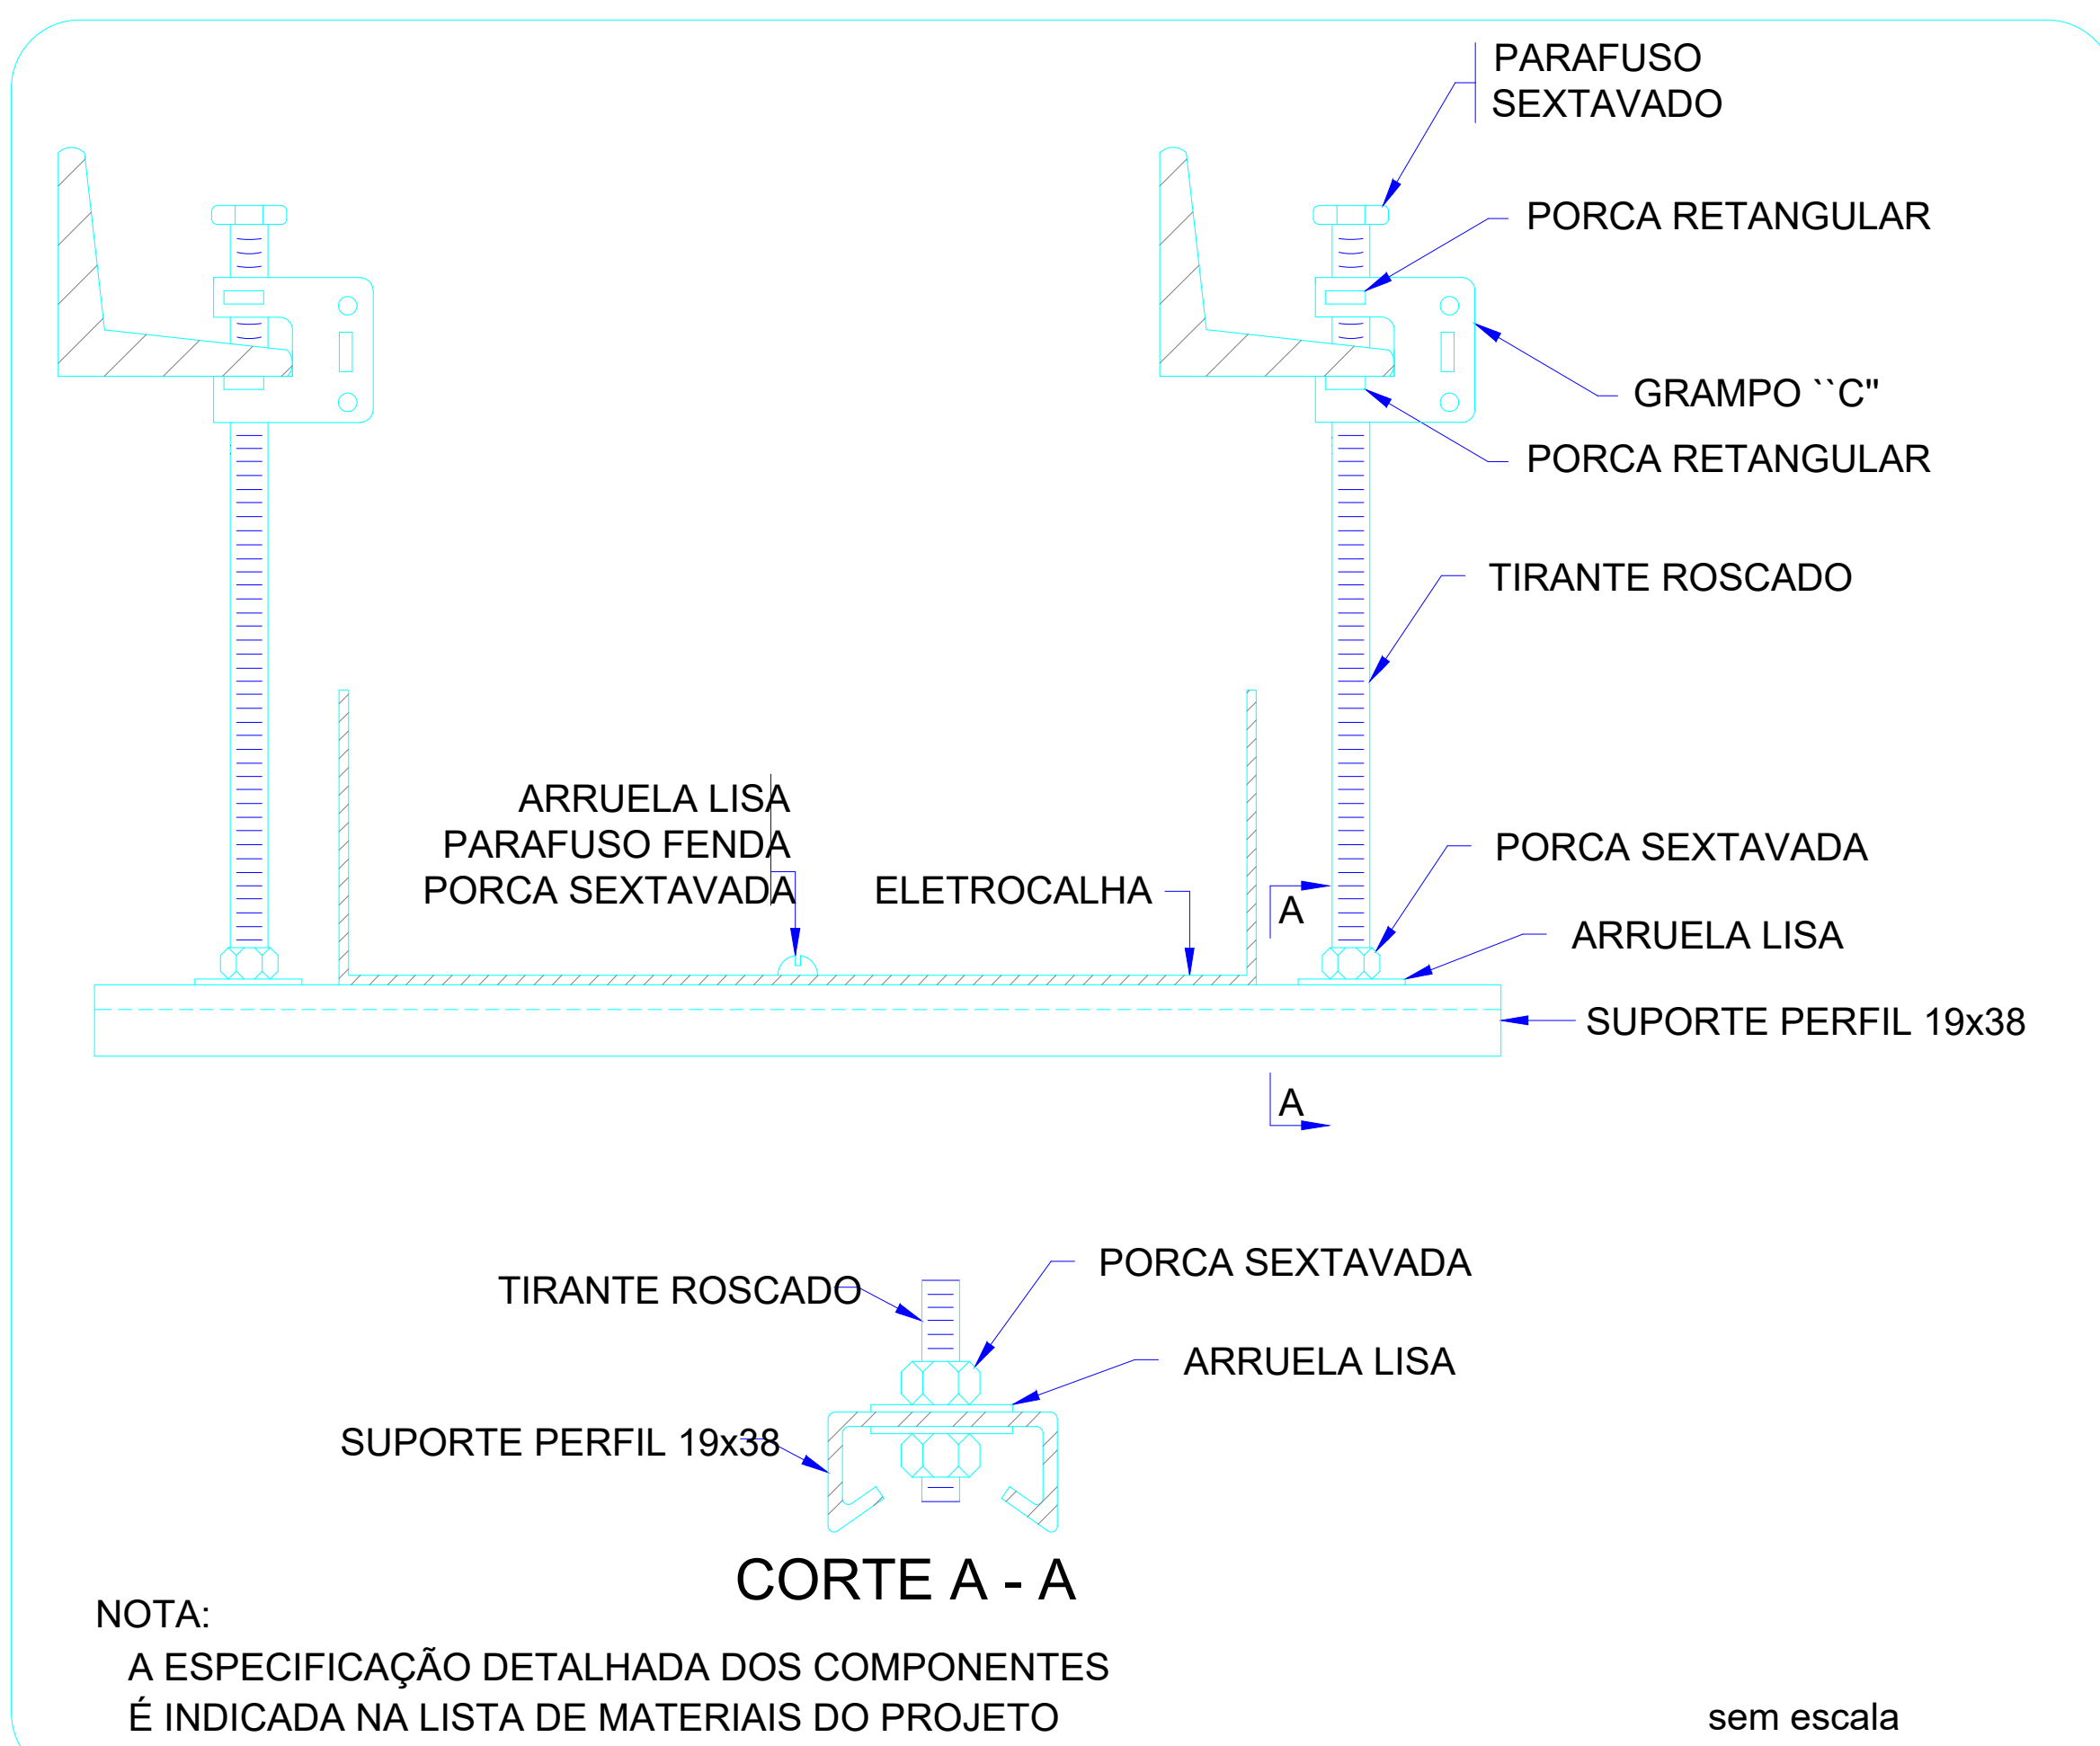 PARAFUSO
SEXTAVADO
PORCA RETANGULAR
GRAMPO ``C"
PORCA RETANGULAR
TIRANTE ROSCADO
ARRUELA LISA
PARAFUSO FENDA
PORCA SEXTAVADA
ELETROCALHA
A
PORCA SEXTAVADA
ARRUELA LISA
SUPORTE PERFIL 19x38
A
TIRANTE ROSCADO
PORCA SEXTAVADA
ARRUELA LISA
SUPORTE PERFIL 19x38
CORTE A - A
NOTA:
A ESPECIFICAÇÃO DETALHADA DOS COMPONENTES
É INDICADA NA LISTA DE MATERIAIS DO PROJETO
sem escala